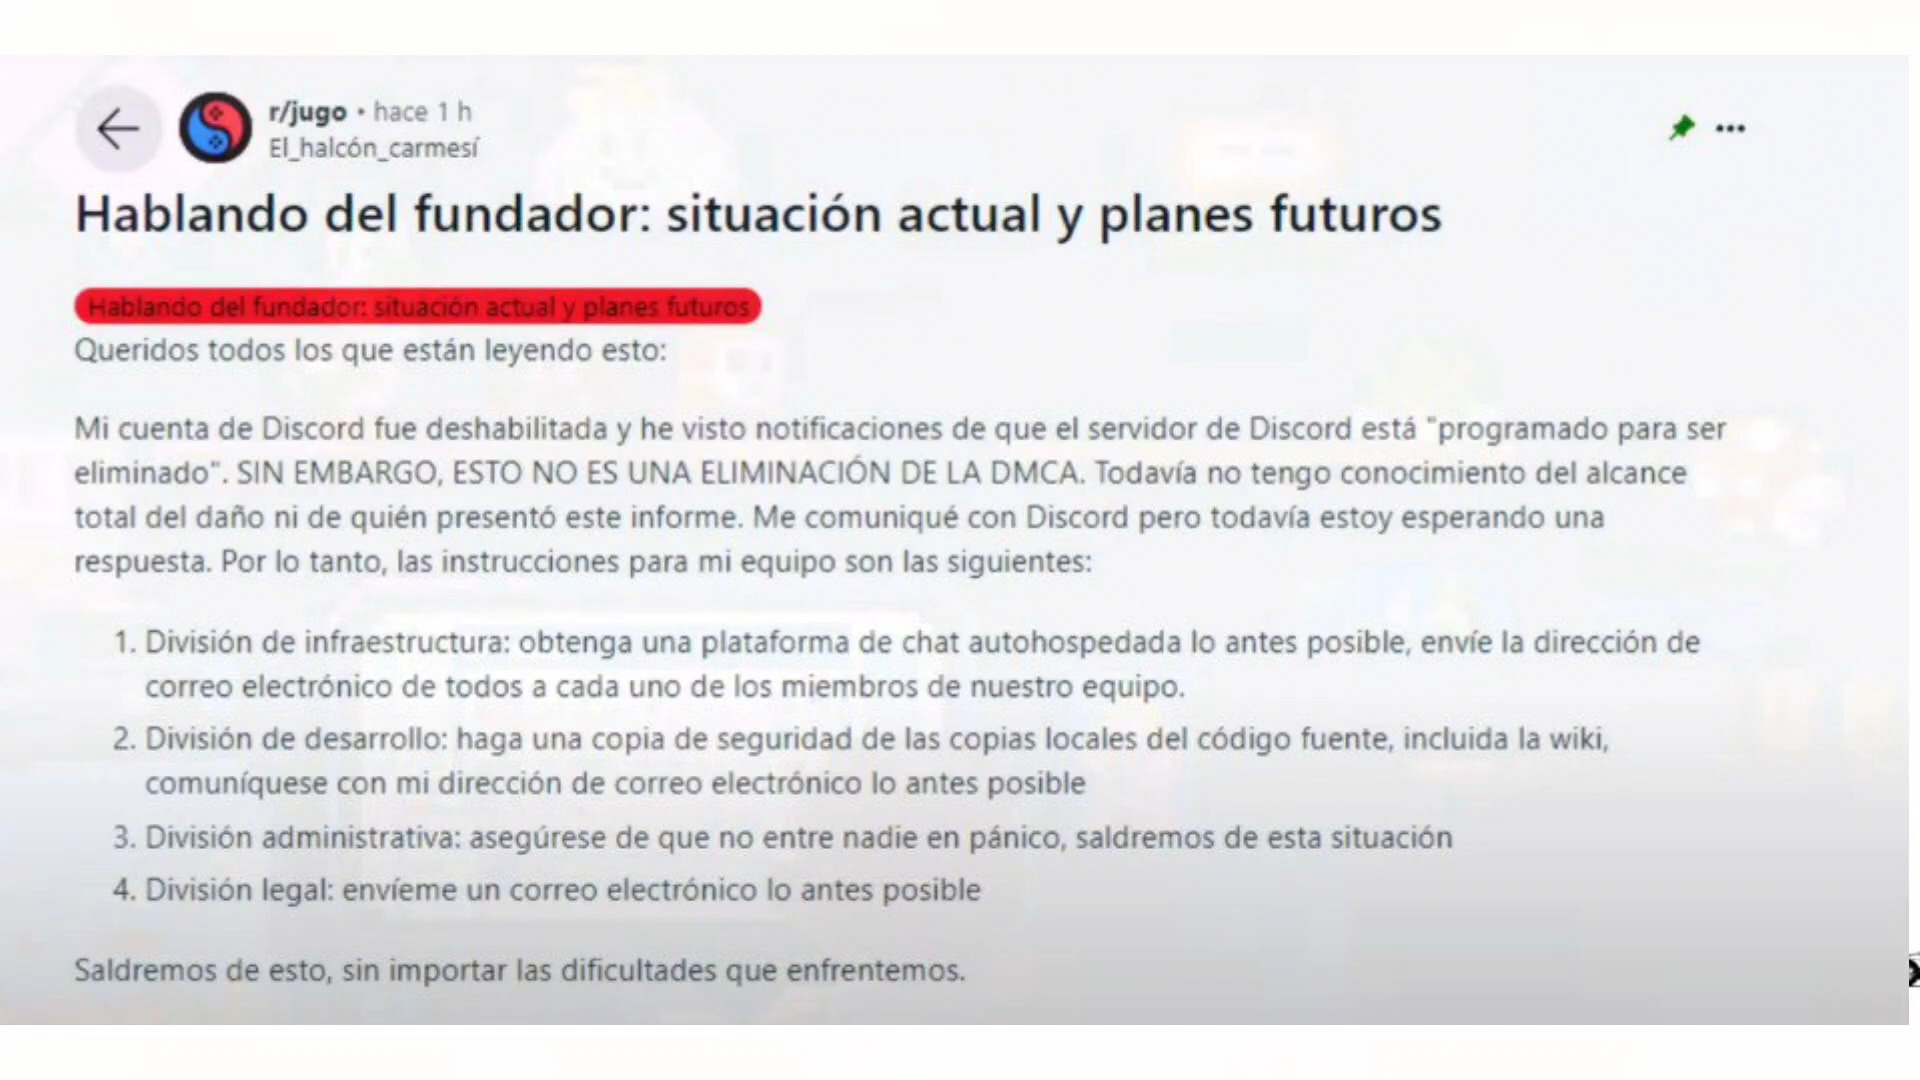 r/jugo • hace 1 h
El_halcón_carmesí
Hablando del fundador: situación actual y planes futuros
Hablando del fundador: situación actual y planes futuros
Queridos todos los que están leyendo esto:
Mi cuenta de Discord fue deshabilitada y he visto notificaciones de que el servidor de Discord está "programado para ser
eliminado". SIN EMBARGO, ESTO NO ES UNA ELIMINACIÓN DE LA DMCA. Todavía no tengo conocimiento del alcance
total del daño ni de quién presentó este informe. Me comuniqué con Discord pero todavía estoy esperando una
respuesta. Por lo tanto, las instrucciones para mi equipo son las siguientes:
1. División de infraestructura: obtenga una plataforma de chat autohospedada lo antes posible, envíe la dirección de
correo electrónico de todos a cada uno de los miembros de nuestro equipo.
2. División de desarrollo: haga una copia de seguridad de las copias locales del código fuente, incluida la wiki,
comuníquese con mi dirección de correo electrónico lo antes posible
3. División administrativa: asegúrese de que no entre nadie en pánico, saldremos de esta situación
4. División legal: envíeme un correo electrónico lo antes posible
Saldremos de esto, sin importar las dificultades que enfrentemos.